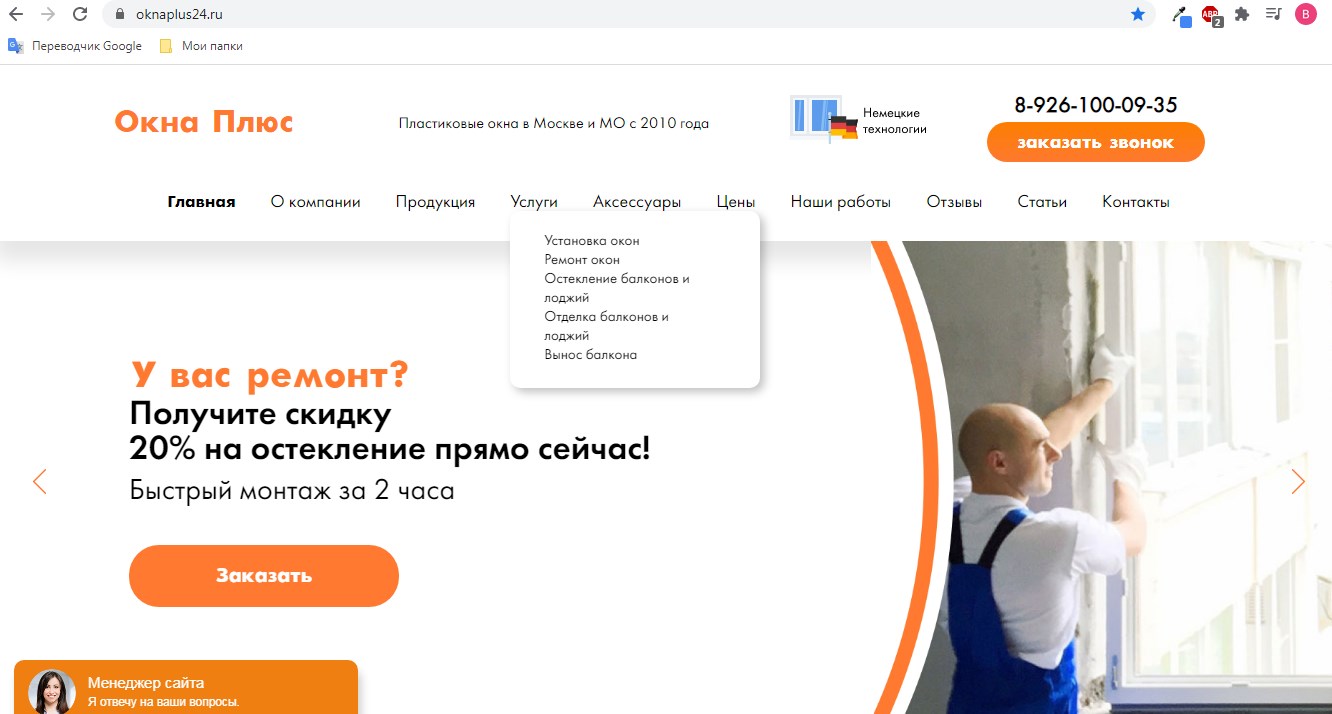 oknaplus24.ru
ABP
2
B
Переводчик Google
Мои папки
Окна Плюс
Пластиковые окна в Москве и МО с 2010 года
Немецкие
технологии
8-926-100-09-35
заказать звонок
Главная
О компании
Продукция
Услуги
Аксессуары
Цены
Наши работы
Отзывы
Статьи
Контакты
Установка окон
Ремонт окон
Остекление балконов и
лоджий
Отделка балконов и
лоджий
Вынос балкона
У вас ремонт?
Получите скидку
20% на остекление прямо сейчас!
Быстрый монтаж за 2 часа
Заказать
Менеджер сайта
Я отвечу на ваши вопросы.